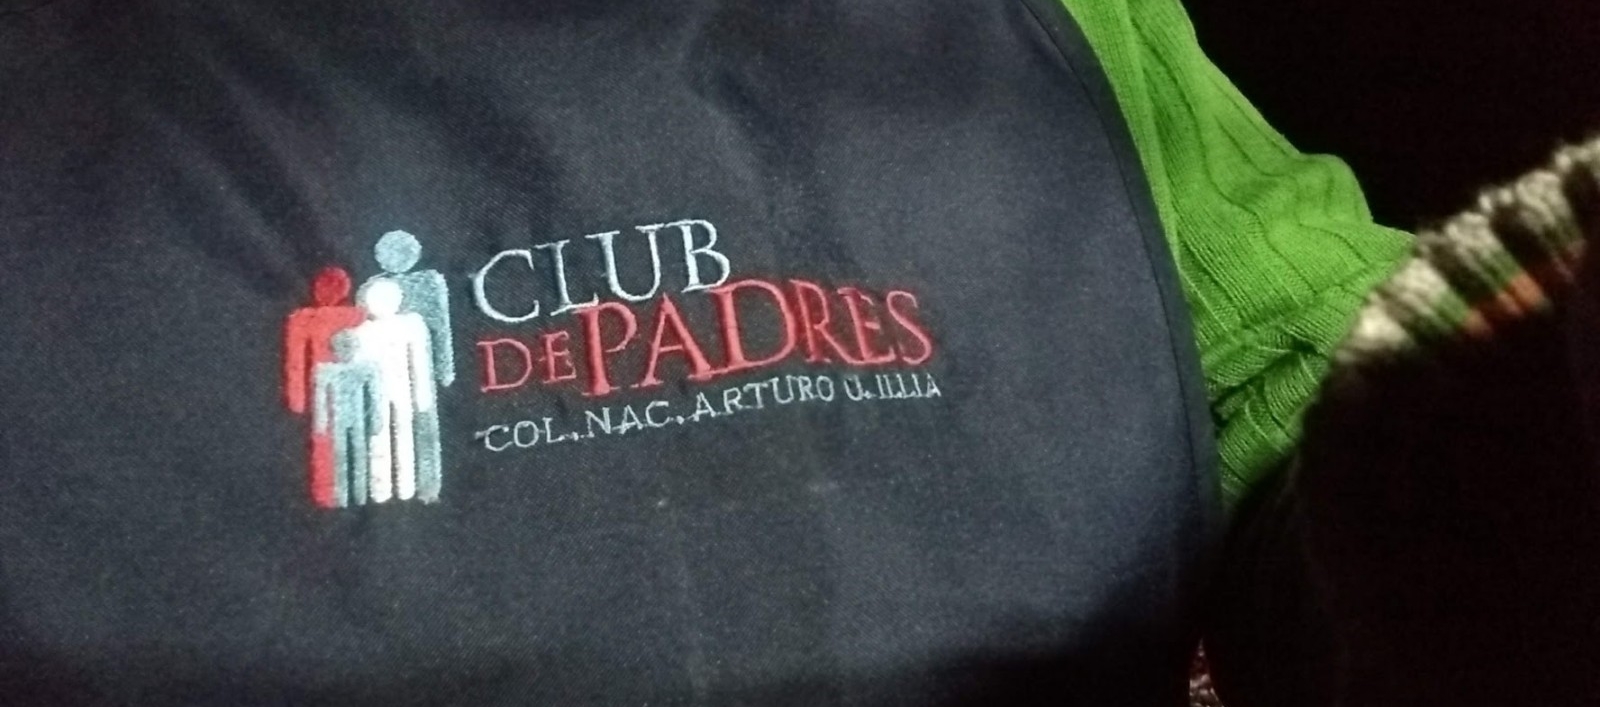 CLUB
DE PADRES
COL. NAC. ARTURO U. ILLIA